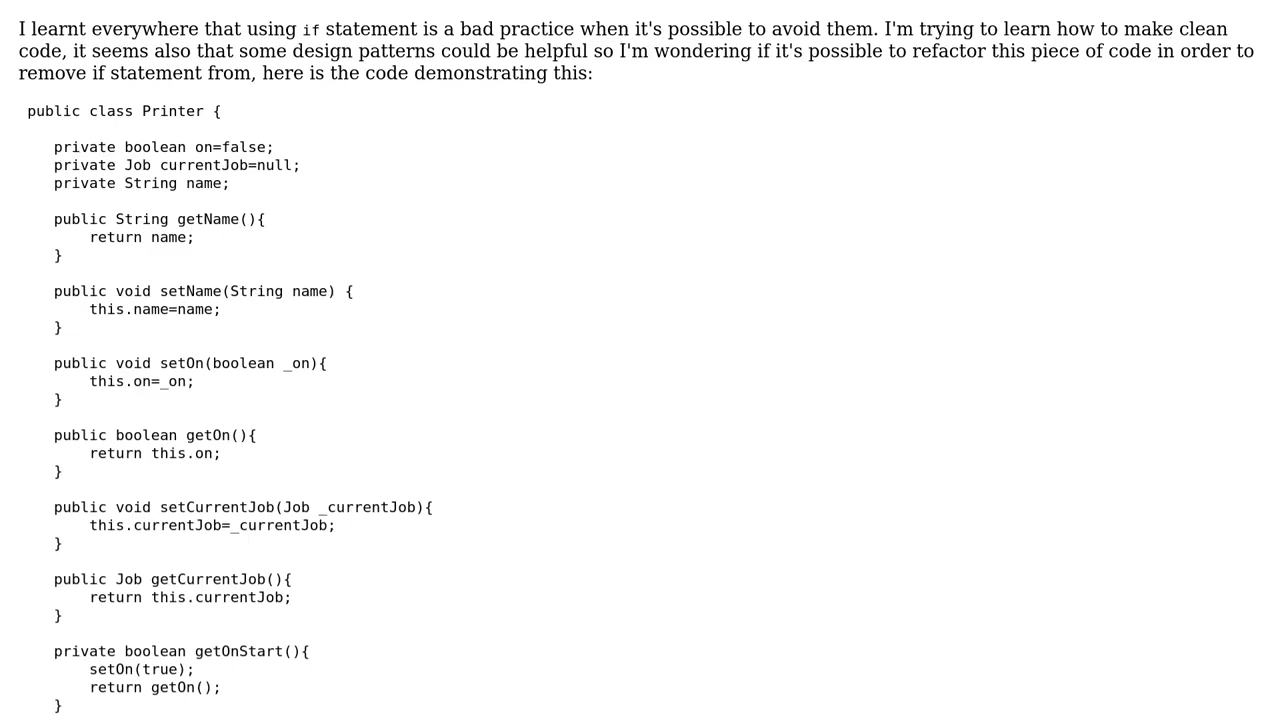 I learnt everywhere that using if statement is a bad practice when it's possible to avoid them. I'm trying to learn how to make clean
code, it seems also that some design patterns could be helpful so I'm wondering if it's possible to refactor this piece of code in order to
remove if statement from, here is the code demonstrating this:
public class Printer {
private boolean on=false;
private Job currentJob=null;
private String name;
public String getName(){
return name;
}
public void setName(String name) {
this.name=name;
}
public void setOn(boolean _on){
this.on=_on;
}
public boolean getOn(){
return this.on;
}
public void setCurrentJob(Job _currentJob){
this.currentJob=_currentJob;
}
public Job getCurrentJob(){
return this.currentJob;
}
private boolean getOnStart(){
setOn(true);
return getOn();
}